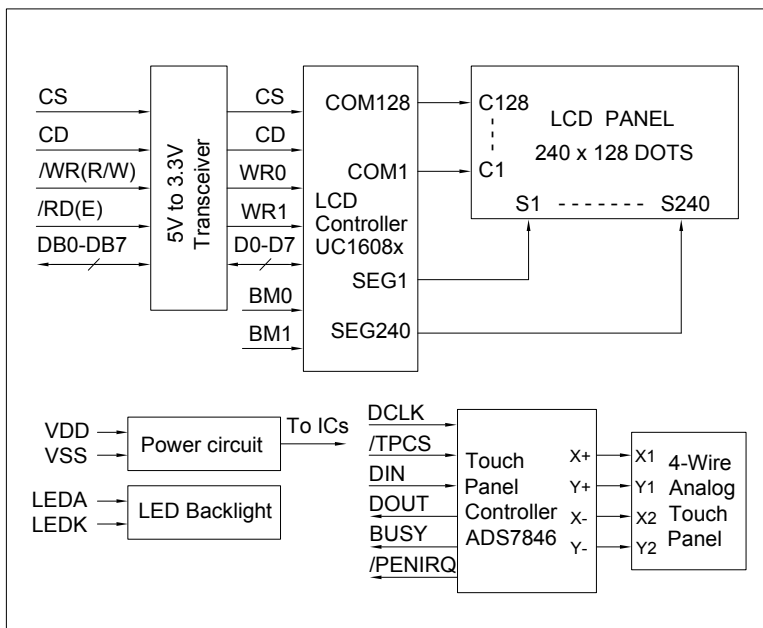 CS
CD
/WR(R/W)
/RD(E)
DB0-DB7
5V to 3.3V
Transceiver
CS
CD
WR0
WR1
D0-D7
BM0
BM1
COM128
COM1
LCD
Controller
UC1608x
SEG1
SEG240
C128
C1
LCD PANEL
240 x 128 DOTS
S1
S240
VDD
VSS
Power circuit
To ICs
LEDA
LEDK
LED Backlight
DCLK
/TPCS
DIN
DOUT
BUSY
/PENIRQ
Touch
Panel
Controller
ADS7846
X+
Y+
X-
Y-
X1
Y1
X2
Y2
4-Wire
Analog
Touch
Panel